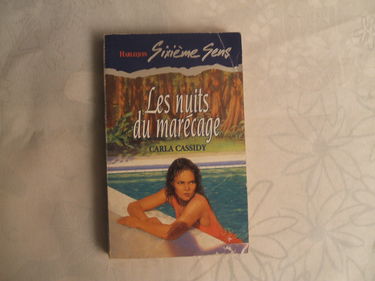 HARLEQUIN Sixième Sens
Les nuits
du marécage
CARLA CASSIDY